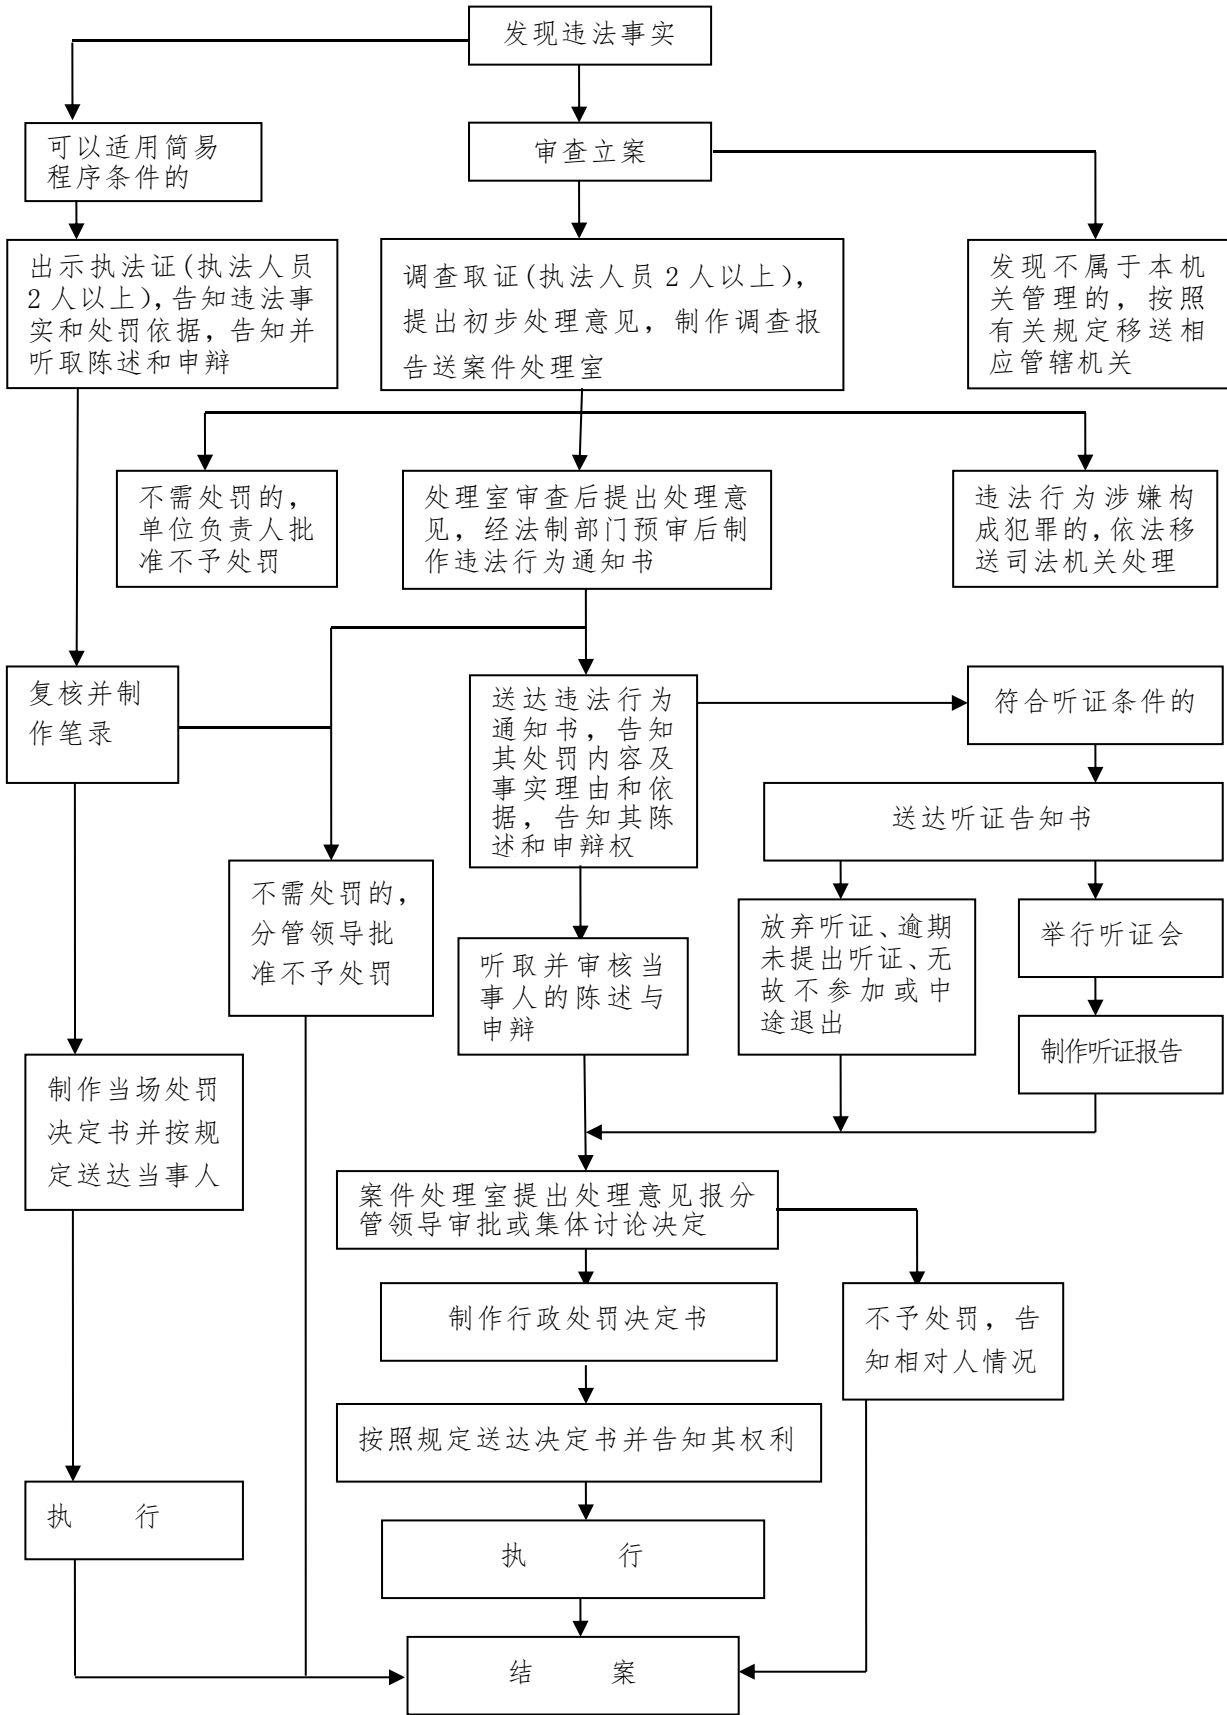 发现违法事实
可以适用简易
程序条件的
审查立案
出示执法证(执法人员
2人以上),告知违法事
实和处罚依据,告知并
听取陈述和申辩
调查取证(执法人员2人以上),
提出初步处理意见，制作调查报
告送案件处理室
发现不属于本机
关管理的，按照
有关规定移送相
应管辖机关
不需处罚的，
单位负责人批
准不予处罚
处理室审查后提出处理意
见，经法制部门预审后制
作违法行为通知书
违法行为涉嫌构
成犯罪的,依法移
送司法机关处理
复核并制
作笔录
送达违法行为
通知书，告知
其处罚内容及
事实理由和依
据，告知其陈
述和申辩权
符合听证条件的
送达听证告知书
不需处罚的，
分管领导批
准不予处罚
听取并审核当
事人的陈述与
申辩
放弃听证、逾期
未提出听证、无
故不参加或中
途退出
举行听证会
制作听证报告
制作当场处罚
决定书并按规
定送达当事人
案件处理室提出处理意见报分
管领导审批或集体讨论决定
制作行政处罚决定书
不予处罚，告
知相对人情况
按照规定送达决定书并告知其权利
执 行
执 行
结 案